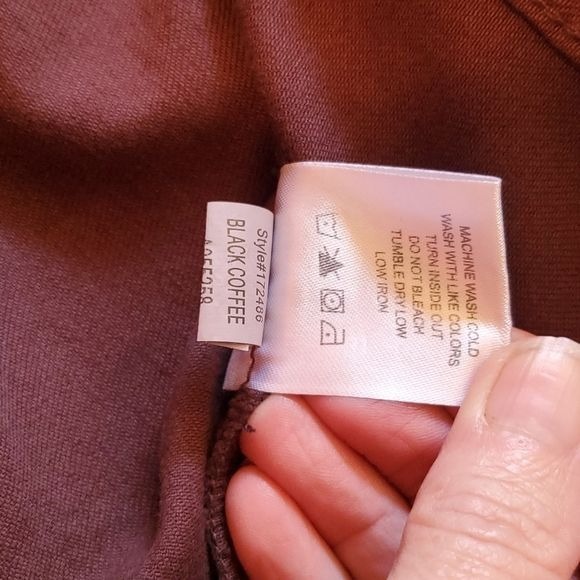 Style#172486
BLACK COFFEE
MACHINE WASH COLD
WASH WITH LIKE COLORS
TURN INSIDE OUT
DO NOT BLEACH
TUMBLE DRY LOW
LOW IRON